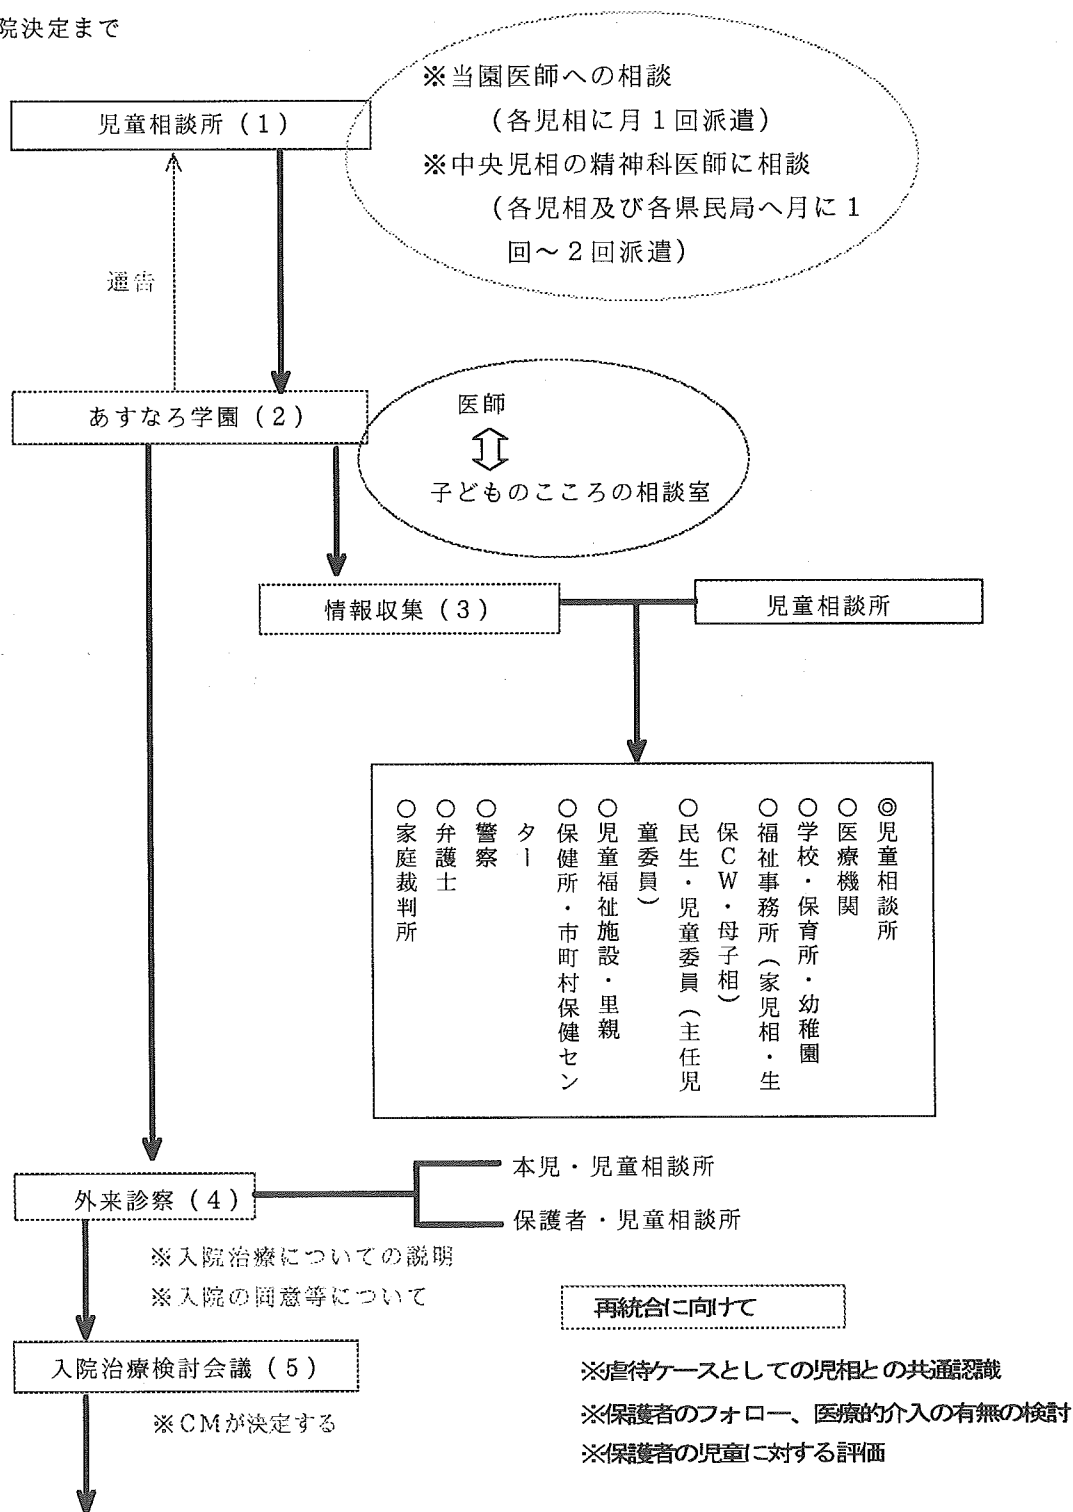 院決定まで
※当園医師への相談
(各児相に月1回派遣)
※中央児相の精神科医師に相談
(各児相及び各県民局へ月に1
回～2回派遣)
児童相談所(1)
通告
あすなろ学園(2)
医師
子どものこころの相談室
情報収集(3)
児童相談所
◎児童相談所
○医療機関
○学校・保育所・幼稚園
○福祉事務所(家児相・生
保CW・母子相)
○民生・児童委員(主任児
童委員)
○児童福祉施設・里親
○保健所・市町村保健セン
ター
○警察
○弁護士
○家庭裁判所
外来診察(4)
本児・児童相談所
保護者・児童相談所
※入院治療についての説明
※入院の同意等について
入院治療検討会議(5)
※CMが決定する
再統合に向けて
※虐待ケースとしての児相との共通認識
※保護者のフォロー、医療的介入の有無の検討
※保護者の児童に対する評価